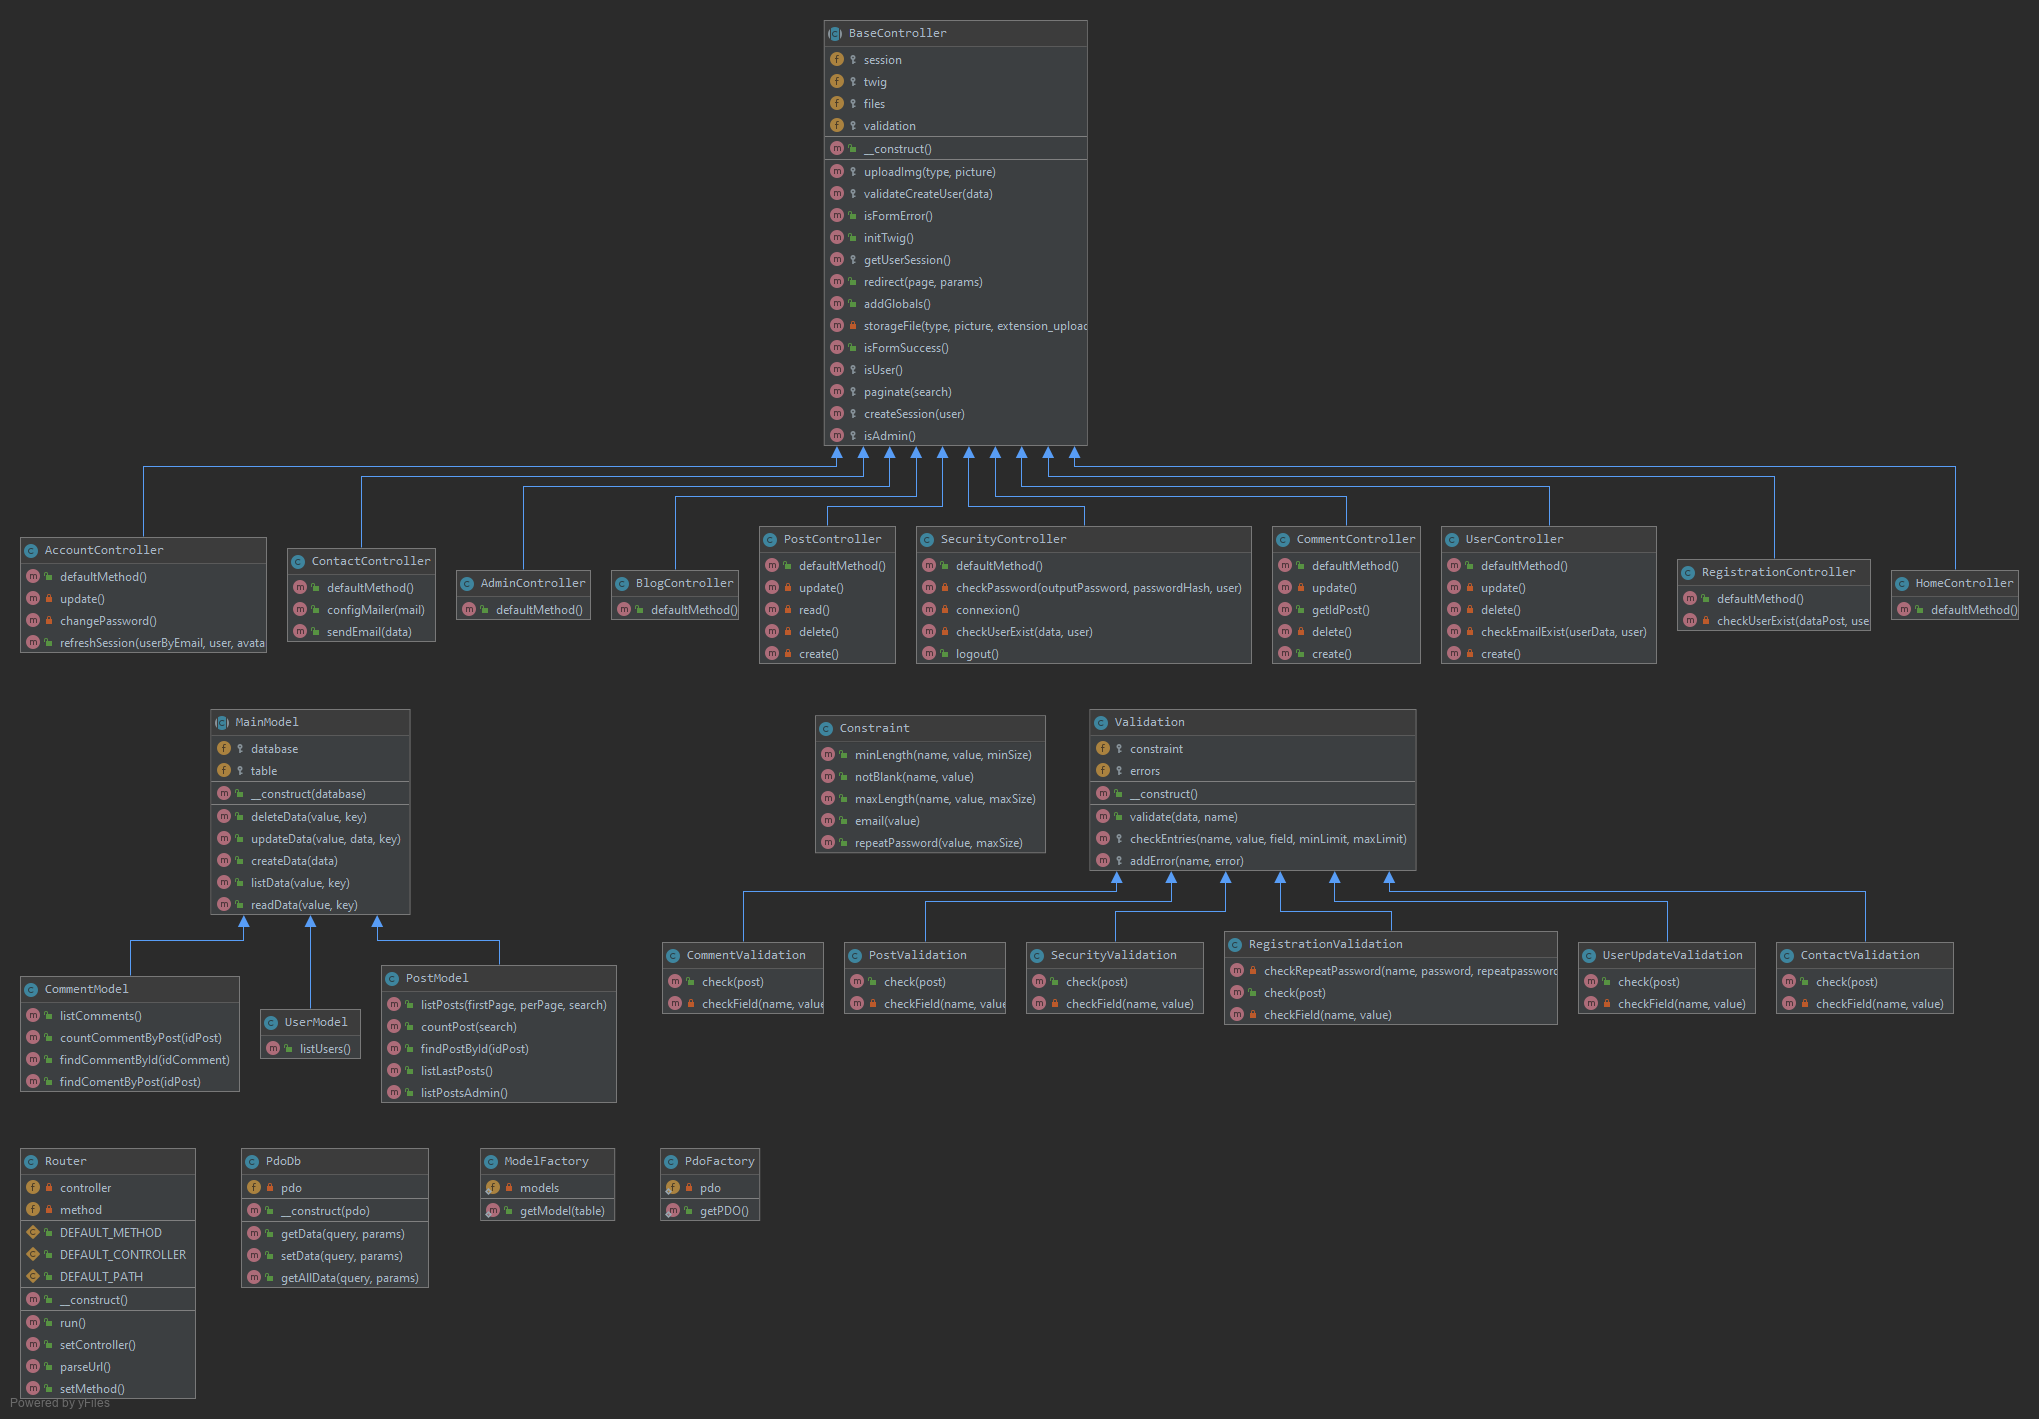 BaseController
session
twig
files
validation
__construct()
uploadImg(type, picture)
validateCreateUser(data)
isFormError()
initTwig()
getUserSession()
redirect(page, params)
addGlobals()
storageFile(type, picture, extension_upload
isFormSuccess()
isUser()
paginate(search)
createSession(user)
isAdmin()
AccountController
defaultMethod()
update()
changePassword()
refreshSession(userByEmail, user, avata
ContactController
defaultMethod()
configMailer(mail)
sendEmail(data)
AdminController
defaultMethod()
BlogController
defaultMethod()
PostController
defaultMethod()
update()
read()
delete()
create()
SecurityController
defaultMethod()
checkPassword(outputPassword, passwordHash, user)
connexion()
checkUserExist(data, user)
logout()
CommentController
defaultMethod()
update()
getIdPost()
delete()
create()
UserController
defaultMethod()
update()
delete()
checkEmailExist(userData, user)
create()
RegistrationController
defaultMethod()
checkUserExist(dataPost, use
HomeController
defaultMethod()
MainModel
database
table
__construct(database)
deleteData(value, key)
updateData(value, data, key)
createData(data)
listData(value, key)
readData(value, key)
Constraint
minLength(name, value, minSize)
notBlank(name, value)
maxLength(name, value, maxSize)
email(value)
repeatPassword(value, maxSize)
Validation
constraint
errors
__construct()
validate(data, name)
checkEntries(name, value, field, minLimit, maxLimit)
addError(name, error)
CommentModel
listComments()
countCommentByPost(idPost)
findCommentById(idComment)
findComentByPost(idPost)
UserModel
listUsers()
PostModel
listPosts(firstPage, perPage, search)
countPost(search)
findPostById(idPost)
listLastPosts()
listPostsAdmin()
CommentValidation
check(post)
checkField(name, value
PostValidation
check(post)
checkField(name, value
SecurityValidation
check(post)
checkField(name, value)
RegistrationValidation
checkRepeatPassword(name, password, repeatpassword
check(post)
checkField(name, value)
UserUpdateValidation
check(post)
checkField(name, value)
ContactValidation
check(post)
checkField(name, value)
Router
controller
method
DEFAULT_METHOD
DEFAULT_CONTROLLER
DEFAULT_PATH
__construct()
run()
setController()
parseUrl()
setMethod()
PdoDb
pdo
__construct(pdo)
getData(query, params)
setData(query, params)
getAllData(query, params)
ModelFactory
models
getModel(table)
PdoFactory
pdo
getPDO()
Powered by yFiles